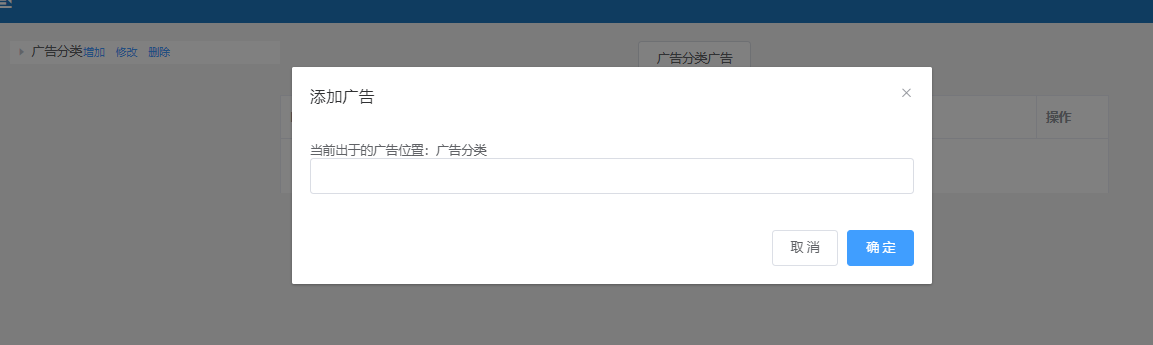 广告分类增加 修改 删除
广告分类广告
操作
添加广告
当前出于的广告位置：广告分类
取 消
确 定